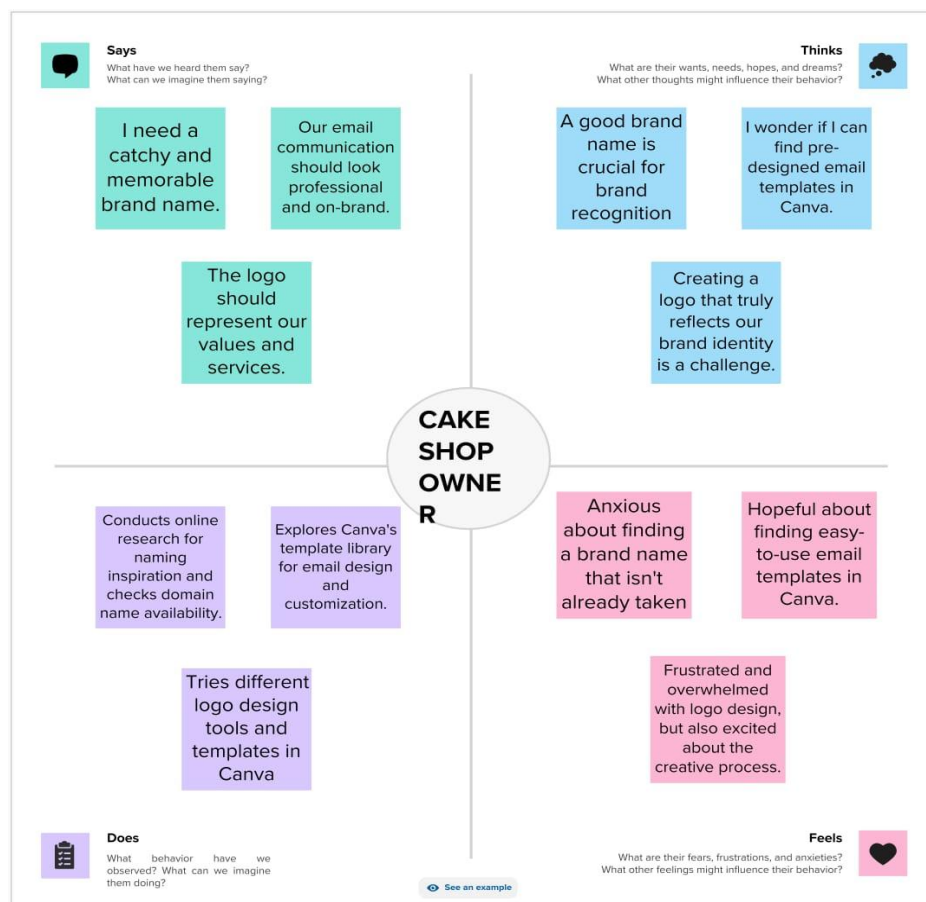 Says
What have we heard them say?
What can we imagine them saying?
I need a
catchy and
memorable
brand name.
Our email
communication
should look
professional
and on-brand.
The logo
should
represent our
values and
services.
Thinks
What are their wants, needs, hopes, and dreams?
What other thoughts might influence their behavior?
A good brand
name is
crucial for
brand
recognition
I wonder if I can
find pre-
designed email
templates in
Canva.
Creating a
logo that truly
reflects our
brand identity
is a challenge.
CAKE
SHOP
OWNE
R
Conducts online
research for
naming
inspiration and
checks domain
name availability.
Explores Canva's
template library
for email design
and
customization.
Tries different
logo design
tools and
templates in
Canva
Does
What behavior have we
observed? What can we imagine
them doing?
Anxious
about finding
a brand name
that isn't
already taken
Hopeful about
finding easy-
to-use email
templates in
Canva.
Frustrated and
overwhelmed
with logo design,
but also excited
about the
creative process.
Feels
What are their fears, frustrations, and anxieties?
What other feelings might influence their behavior?
See an example